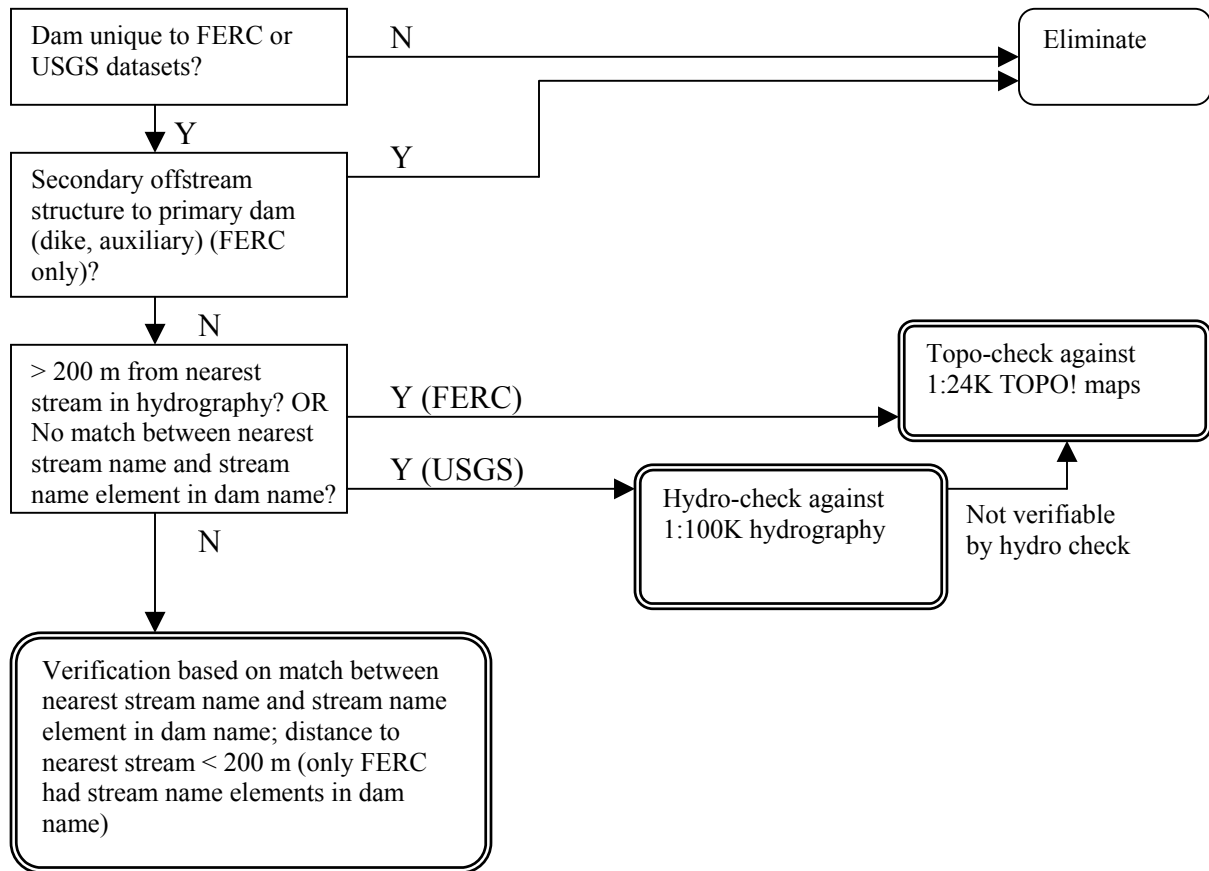 Dam unique to FERC or
USGS datasets?
N
Eliminate
Y
Y
Secondary offstream
structure to primary dam
(dike, auxiliary) (FERC
only)?
N
> 200 m from nearest
stream in hydrography? OR
No match between nearest
stream name and stream
name element in dam name?
Y (FERC)
Topo-check against
1:24K TOPO! maps
Y (USGS)
Hydro-check against
1:100K hydrography
Not verifiable
by hydro check
N
Verification based on match between
nearest stream name and stream name
element in dam name; distance to
nearest stream < 200 m (only FERC
had stream name elements in dam
name)